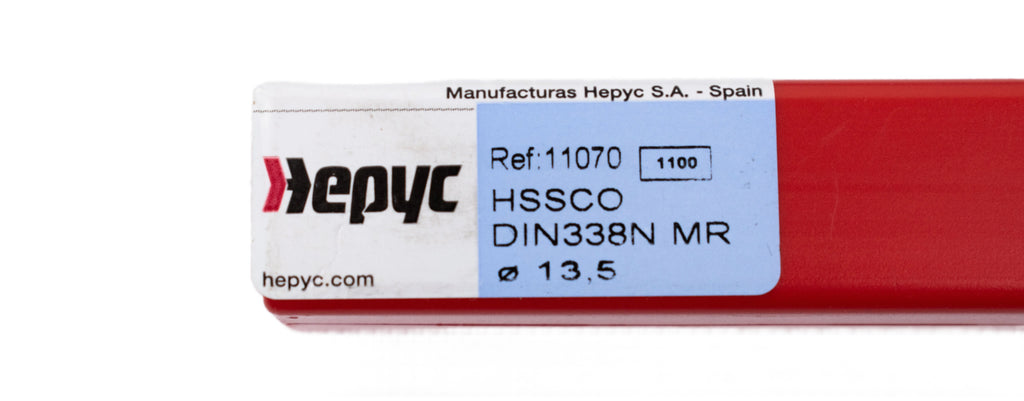 Manufacturas Hepyc S.A. - Spain
Hepyc
hepyc.com
Ref:11070 1100
HSSCO
DIN338N MR
ø 13,5